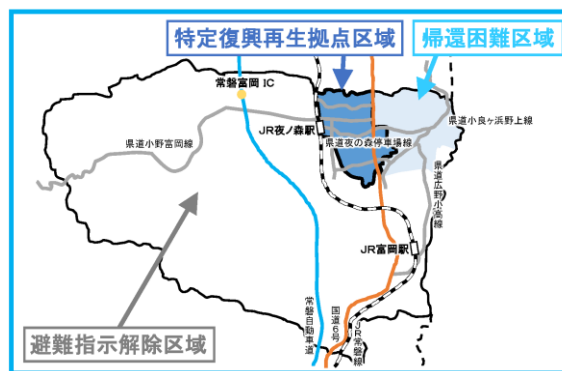 特定復興再生拠点区域
帰還困難区域
常磐富岡 IC
県道小野富岡線
JR夜ノ森駅
県道夜の森停車場線
県道小良ヶ浜野上線
県道広野小高線
JR富岡駅
避難指示解除区域
常磐自動車道
国道6号
JR常磐線